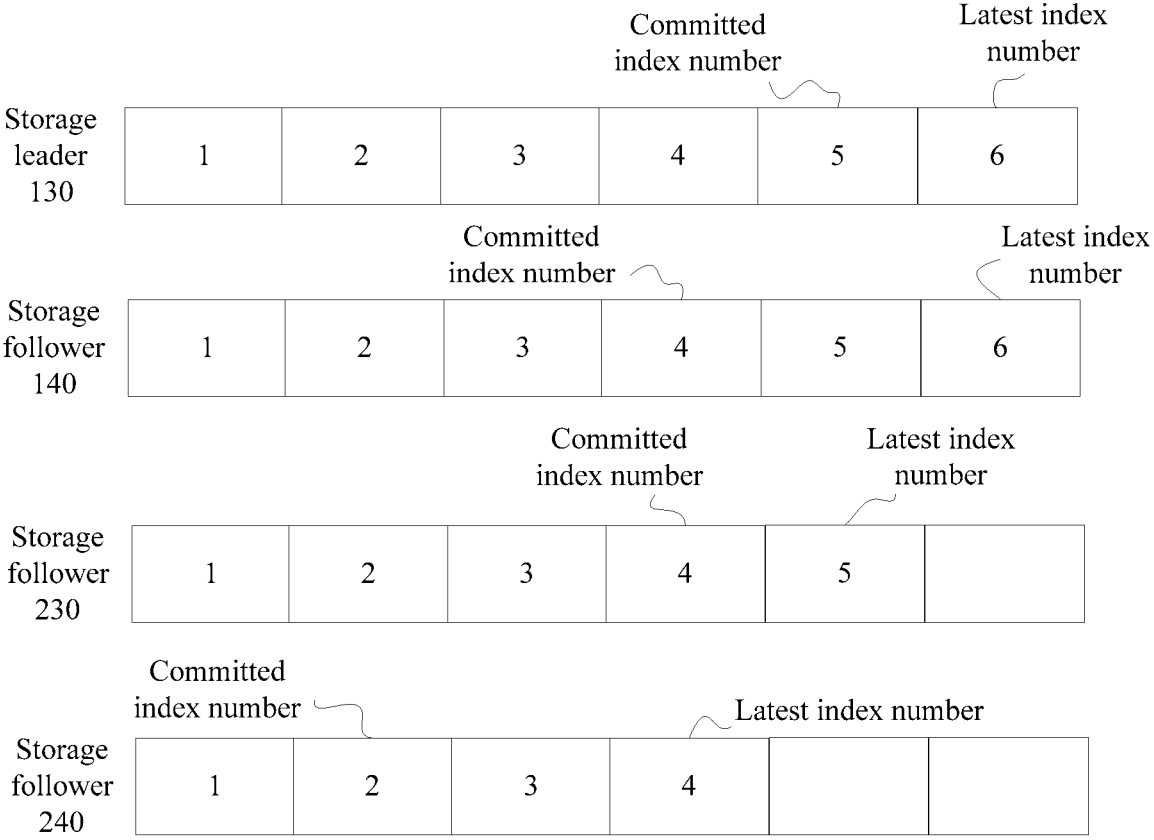 Committed
index number
Latest index
number
Storage
leader
130
1 2 3 4 5 6
Committed
index number
Latest index
number
Storage
follower
140
1 2 3 4 5 6
Committed
index number
Latest index
number
Storage
follower
230
1 2 3 4 5
Committed
index number
Latest index number
Storage
follower
240
1 2 3 4